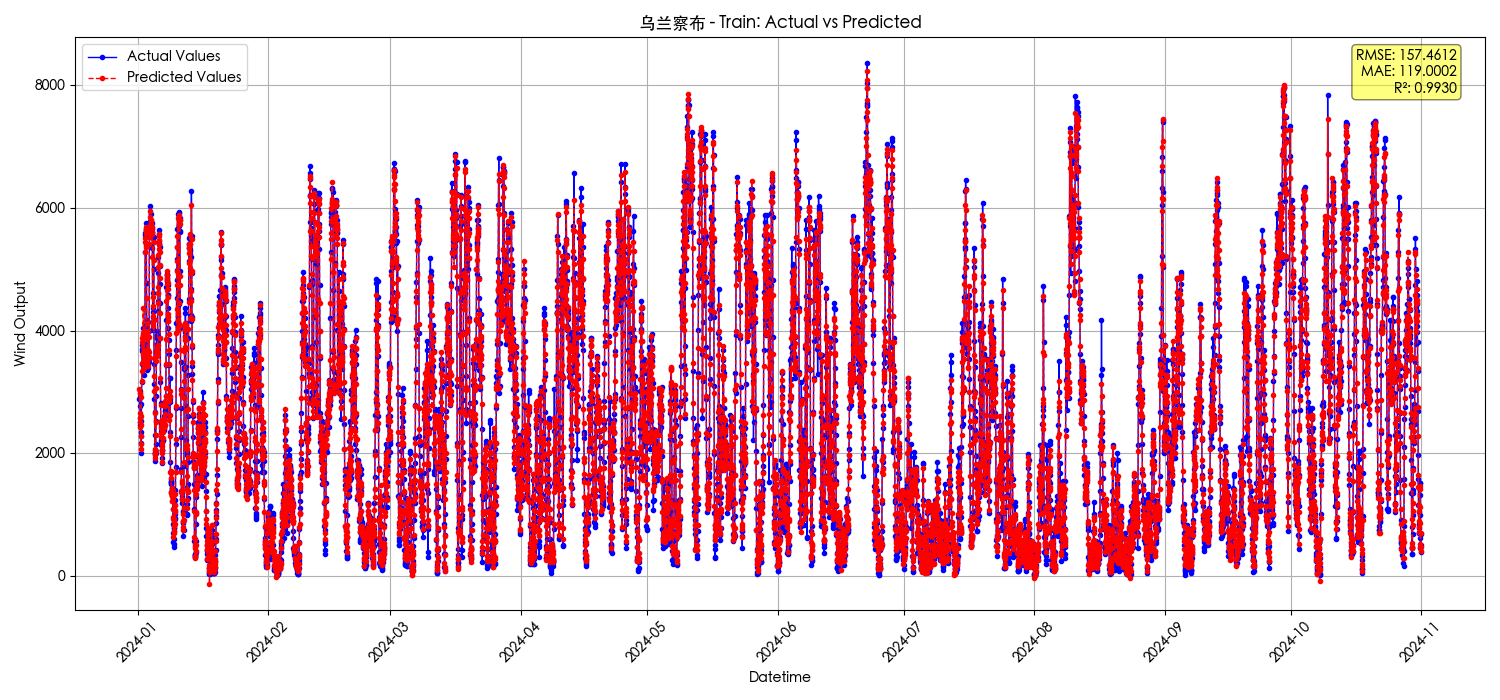 乌兰察布 - Train: Actual vs Predicted
Actual Values
Predicted Values
RMSE: 157.4612
MAE: 119.0002
R²: 0.9930
Wind Output
8000
6000
4000
2000
0
2024-01
2024-02
2024-03
2024-04
2024-05
2024-06
2024-07
2024-08
2024-09
2024-10
2024-11
Datetime